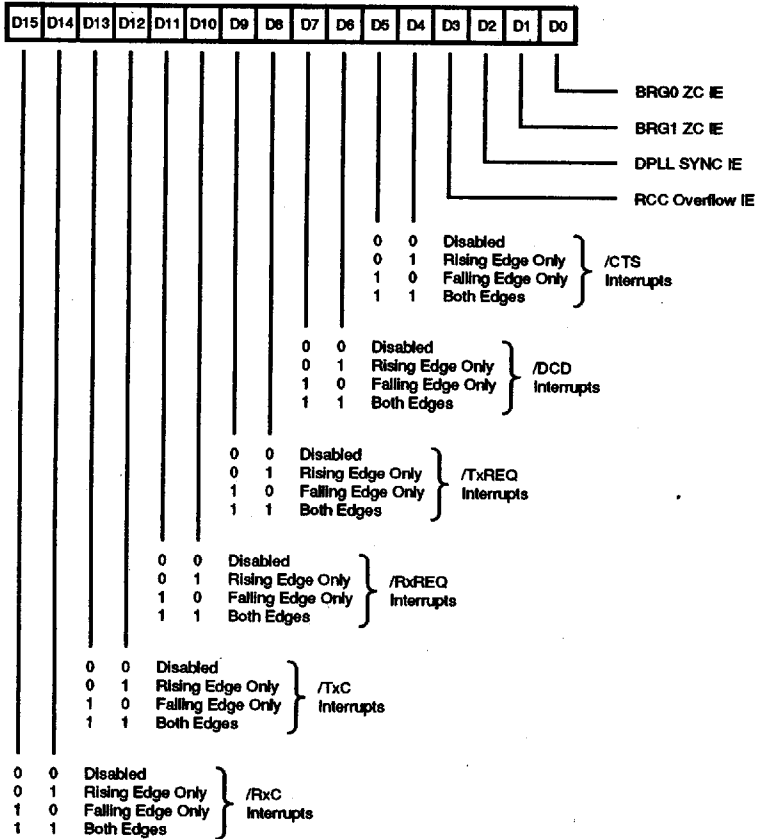 D15 D14 D13 D12 D11 D10 D9 D8 D7 D6 D5 D4 D3 D2 D1 D0
BRG0 ZC IE
BRG1 ZC IE
DPLL SYNC IE
RCC Overflow IE
0 0 Disabled
0 1 Rising Edge Only
1 0 Falling Edge Only
1 1 Both Edges
/CTS
Interrupts
0 0 Disabled
0 1 Rising Edge Only
1 0 Falling Edge Only
1 1 Both Edges
/DCD
Interrupts
0 0 Disabled
0 1 Rising Edge Only
1 0 Falling Edge Only
1 1 Both Edges
/TxREQ
Interrupts
0 0 Disabled
0 1 Rising Edge Only
1 0 Falling Edge Only
1 1 Both Edges
/RxREQ
Interrupts
0 0 Disabled
0 1 Rising Edge Only
1 0 Falling Edge Only
1 1 Both Edges
/TxC
Interrupts
0 0 Disabled
0 1 Rising Edge Only
1 0 Falling Edge Only
1 1 Both Edges
/RxC
Interrupts